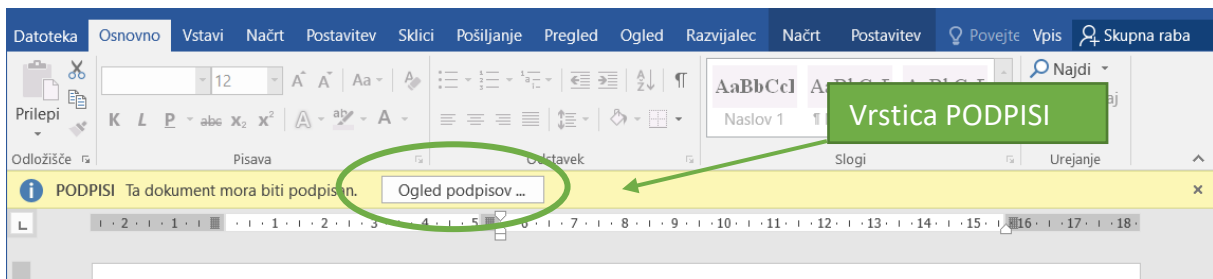 Datoteka Osnovno Vstavi Načrt Postavitev Sklici Pošiljanje Pregled Ogled Razvijalec Načrt Postavitev Povejte Vpis Skupna raba
12 A A Aa
Najdi
Prilepi
K L P abc X₂ X² A ab A
AaBbCcI
Naslov 1
Vrstica PODPISI
Odložišče Pisava Odstavek Slogi Urejanje
PODPISI Ta dokument mora biti podpisan. Ogled podpisov ...
2 1 1 2 3 4 5 6 7 8 9 10 11 12 13 14 15 16 17 18